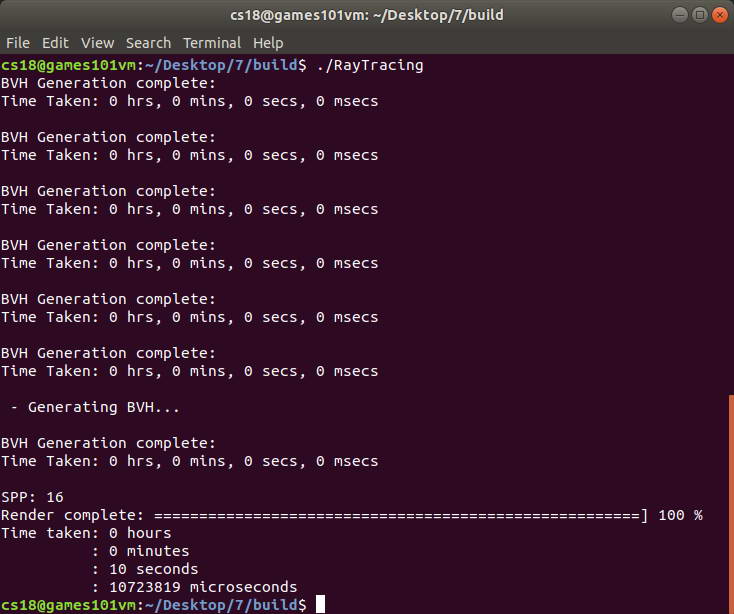 cs18@games101vm: ~/Desktop/7/build
File Edit View Search Terminal Help
cs18@games101vm:~/Desktop/7/build$ ./RayTracing
BVH Generation complete:
Time Taken: 0 hrs, 0 mins, 0 secs, 0 msecs
BVH Generation complete:
Time Taken: 0 hrs, 0 mins, 0 secs, 0 msecs
BVH Generation complete:
Time Taken: 0 hrs, 0 mins, 0 secs, 0 msecs
BVH Generation complete:
Time Taken: 0 hrs, 0 mins, 0 secs, 0 msecs
BVH Generation complete:
Time Taken: 0 hrs, 0 mins, 0 secs, 0 msecs
BVH Generation complete:
Time Taken: 0 hrs, 0 mins, 0 secs, 0 msecs
 - Generating BVH...
BVH Generation complete:
Time Taken: 0 hrs, 0 mins, 0 secs, 0 msecs
SPP: 16
Render complete: ======================================================] 100 %
Time taken: 0 hours
          : 0 minutes
          : 10 seconds
          : 10723819 microseconds
cs18@games101vm:~/Desktop/7/build$